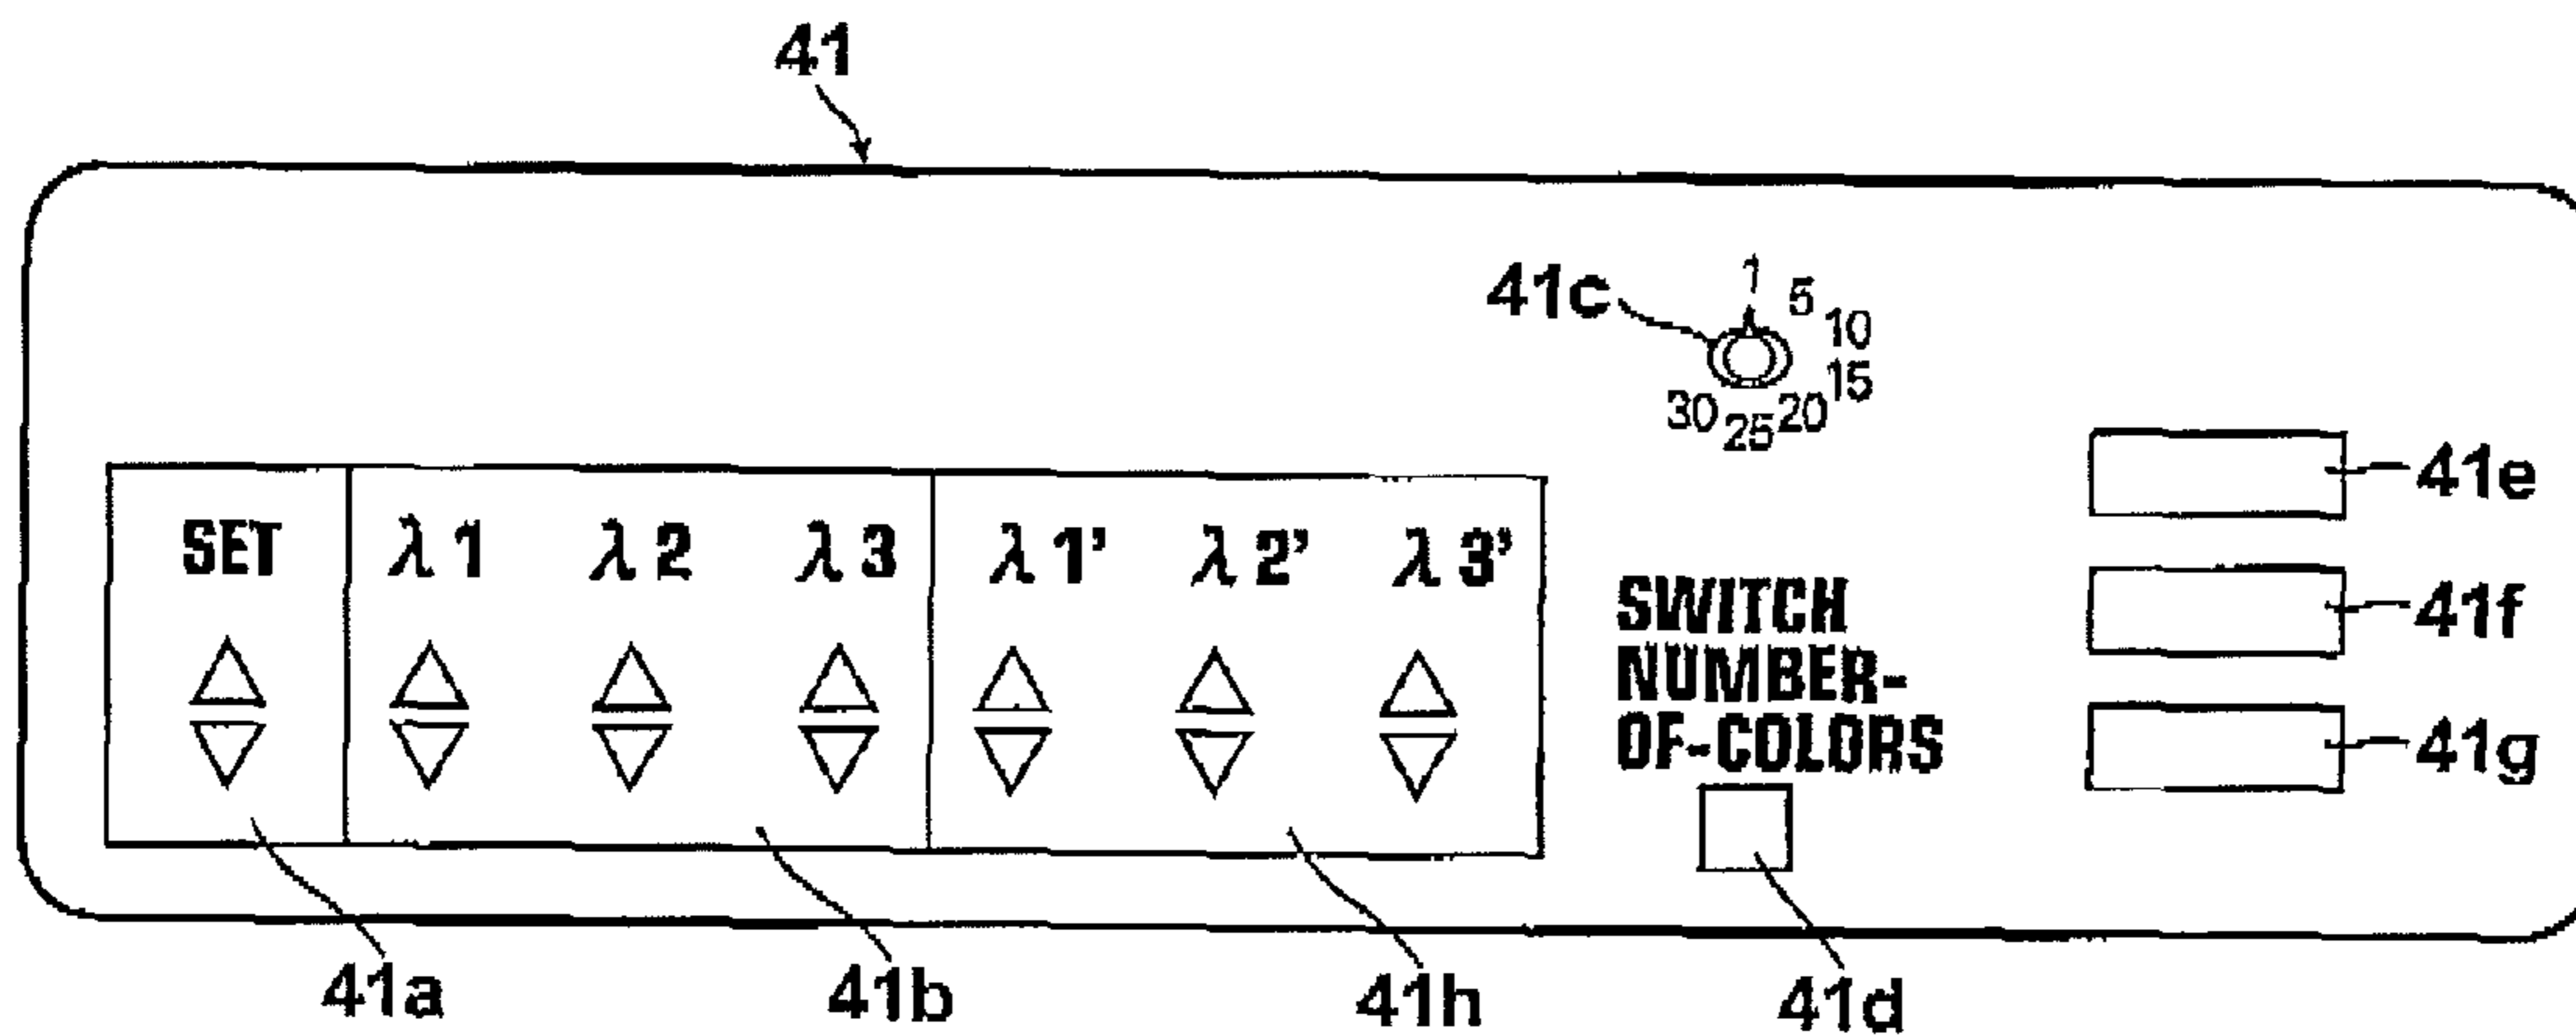 41
41c
1
5
10
15
20
25
30
41e
41f
41g
SET λ1 λ2 λ3 λ1' λ2' λ3'
SWITCH
NUMBER-
OF-COLORS
41a 41b 41h 41d